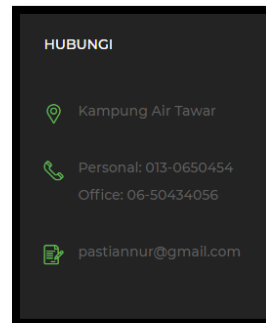 HUBUNGI
Kampung Air Tawar
Personal: 013-0650454
Office: 06-50434056
pastiannur@gmail.com